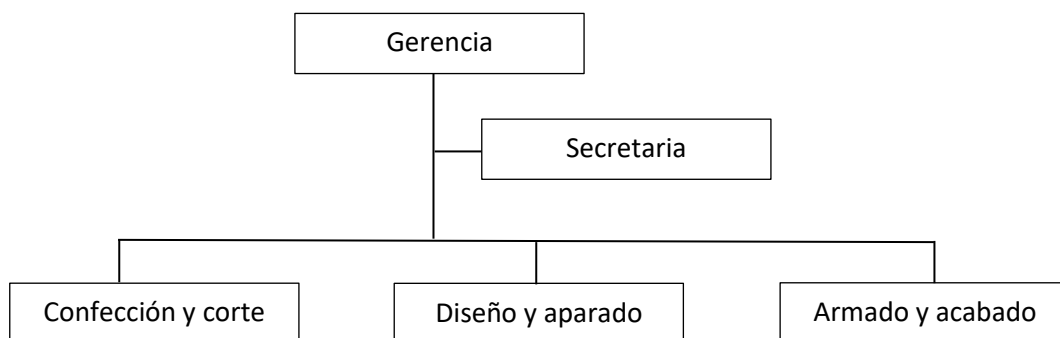 Gerencia
Secretaria
Confección y corte
Diseño y aparado
Armado y acabado